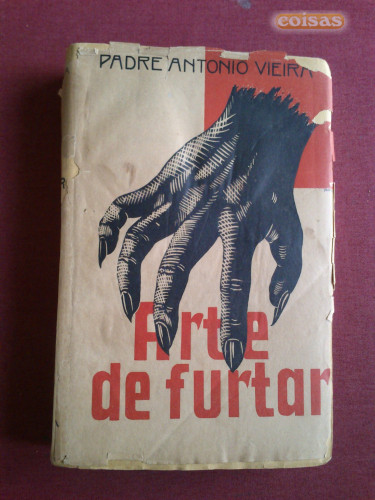 coisas
PADRE ANTONIO VIEIRA
Arte
de furtar